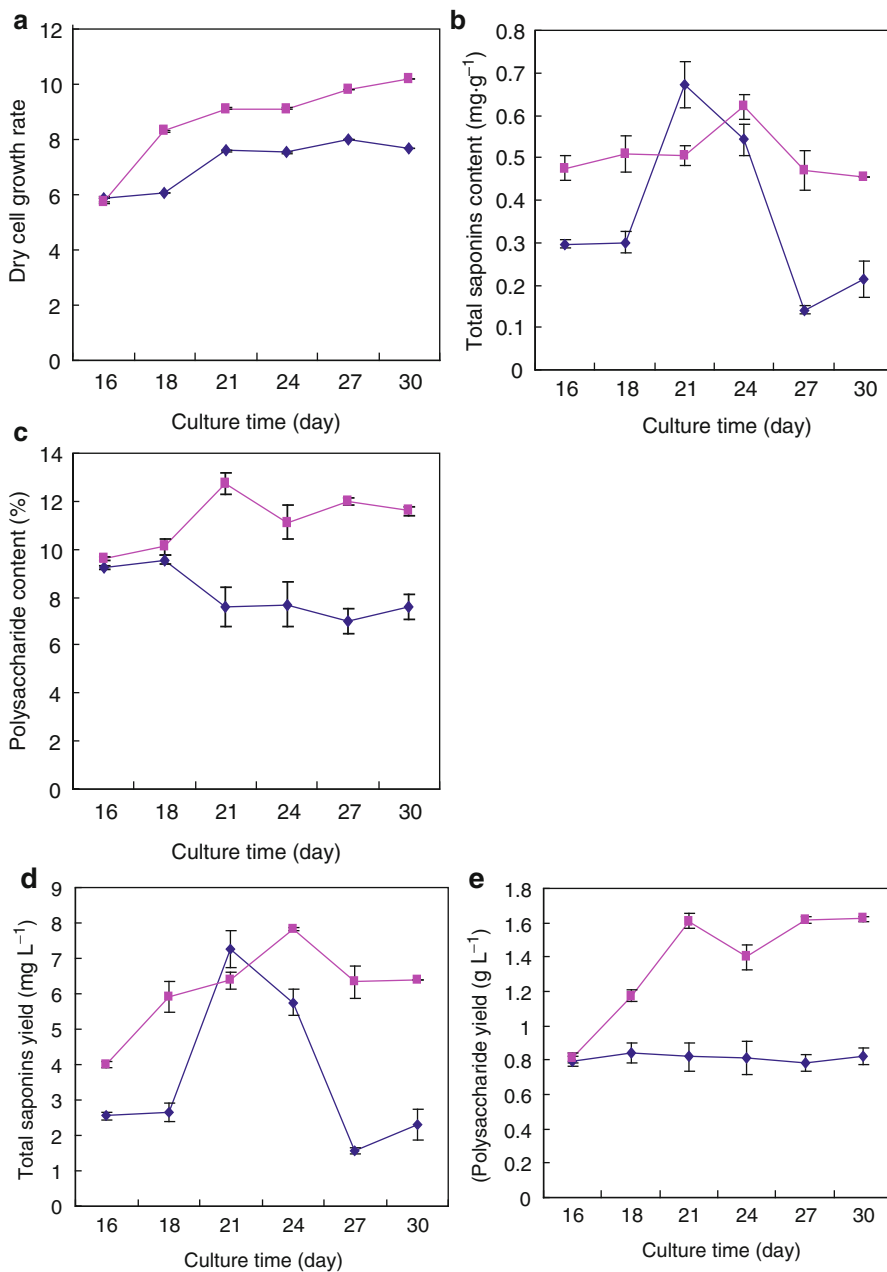 a
12
10
8
6
4
2
0
Dry cell growth rate
16 18 21 24 27 30
Culture time (day)
b
0.8
0.7
0.6
0.5
0.4
0.3
0.2
0.1
0
Total saponins content (mg·g⁻¹)
16 18 21 24 27 30
Culture time (day)
c
14
12
10
8
6
4
2
0
Polysaccharide content (%)
16 18 21 24 27 30
Culture time (day)
d
9
8
7
6
5
4
3
2
1
0
Total saponins yield (mg L⁻¹)
16 18 21 24 27 30
Culture time (day)
e
1.8
1.6
1.4
1.2
1
0.8
0.6
0.4
0.2
0
(Polysaccharide yield (g L⁻¹)
16 18 21 24 27 30
Culture time (day)